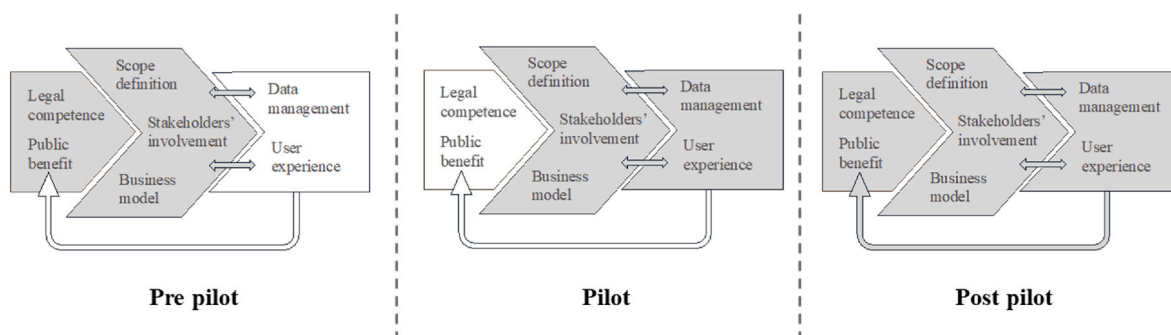 Legal
competence
Public
benefit
Scope
definition
Stakeholders'
involvement
Business
model
Data
management
User
experience
Pre pilot
Legal
competence
Public
benefit
Scope
definition
Stakeholders'
involvement
Business
model
Data
management
User
experience
Pilot
Legal
competence
Public
benefit
Scope
definition
Stakeholders'
involvement
Business
model
Data
management
User
experience
Post pilot